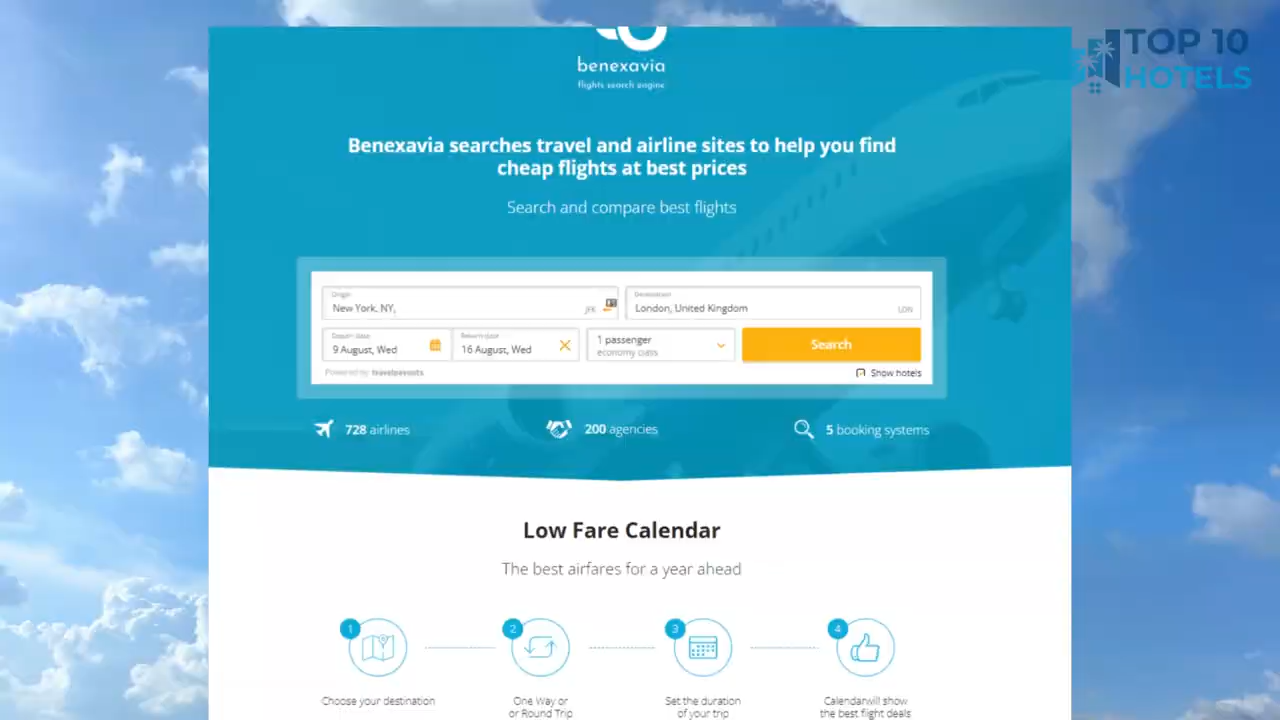 TOP 10
HOTELS
benexavia
flights search engine
Benexavia searches travel and airline sites to help you find
cheap flights at best prices
Search and compare best flights
Origin
New York, NY,
JFK
Destination
London, United Kingdom
LON
Depart date
9 August, Wed
Return date
16 August, Wed
1 passenger
economy class
Search
Powered by travelpayouts
Show hotels
728 airlines
200 agencies
5 booking systems
Low Fare Calendar
The best airfares for a year ahead
1
2
3
4
Choose your destination
One Way or
or Round Trip
Set the duration
of your trip
Calendarwill show
the best flight deals